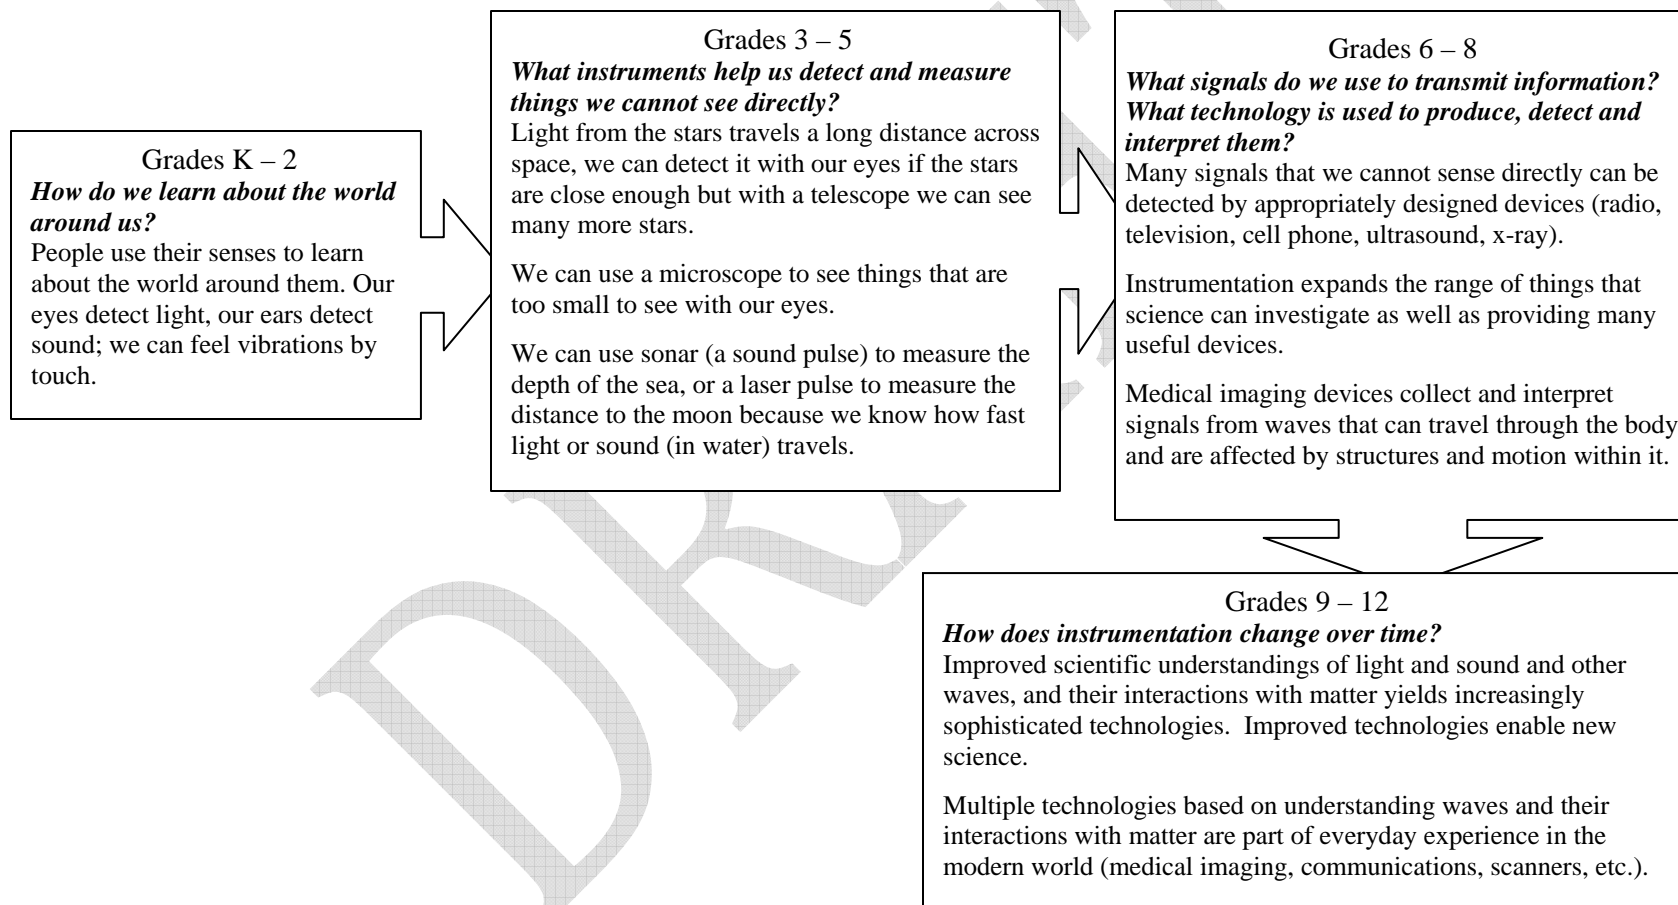 Grades K – 2
How do we learn about the world
around us?
People use their senses to learn
about the world around them. Our
eyes detect light, our ears detect
sound; we can feel vibrations by
touch.
Grades 3 – 5
What instruments help us detect and measure
things we cannot see directly?
Light from the stars travels a long distance across
space, we can detect it with our eyes if the stars
are close enough but with a telescope we can see
many more stars.
We can use a microscope to see things that are
too small to see with our eyes.
We can use sonar (a sound pulse) to measure the
depth of the sea, or a laser pulse to measure the
distance to the moon because we know how fast
light or sound (in water) travels.
Grades 6 – 8
What signals do we use to transmit information?
What technology is used to produce, detect and
interpret them?
Many signals that we cannot sense directly can be
detected by appropriately designed devices (radio,
television, cell phone, ultrasound, x-ray).
Instrumentation expands the range of things that
science can investigate as well as providing many
useful devices.
Medical imaging devices collect and interpret
signals from waves that can travel through the body
and are affected by structures and motion within it.
Grades 9 – 12
How does instrumentation change over time?
Improved scientific understandings of light and sound and other
waves, and their interactions with matter yields increasingly
sophisticated technologies.  Improved technologies enable new
science.
Multiple technologies based on understanding waves and their
interactions with matter are part of everyday experience in the
modern world (medical imaging, communications, scanners, etc.).